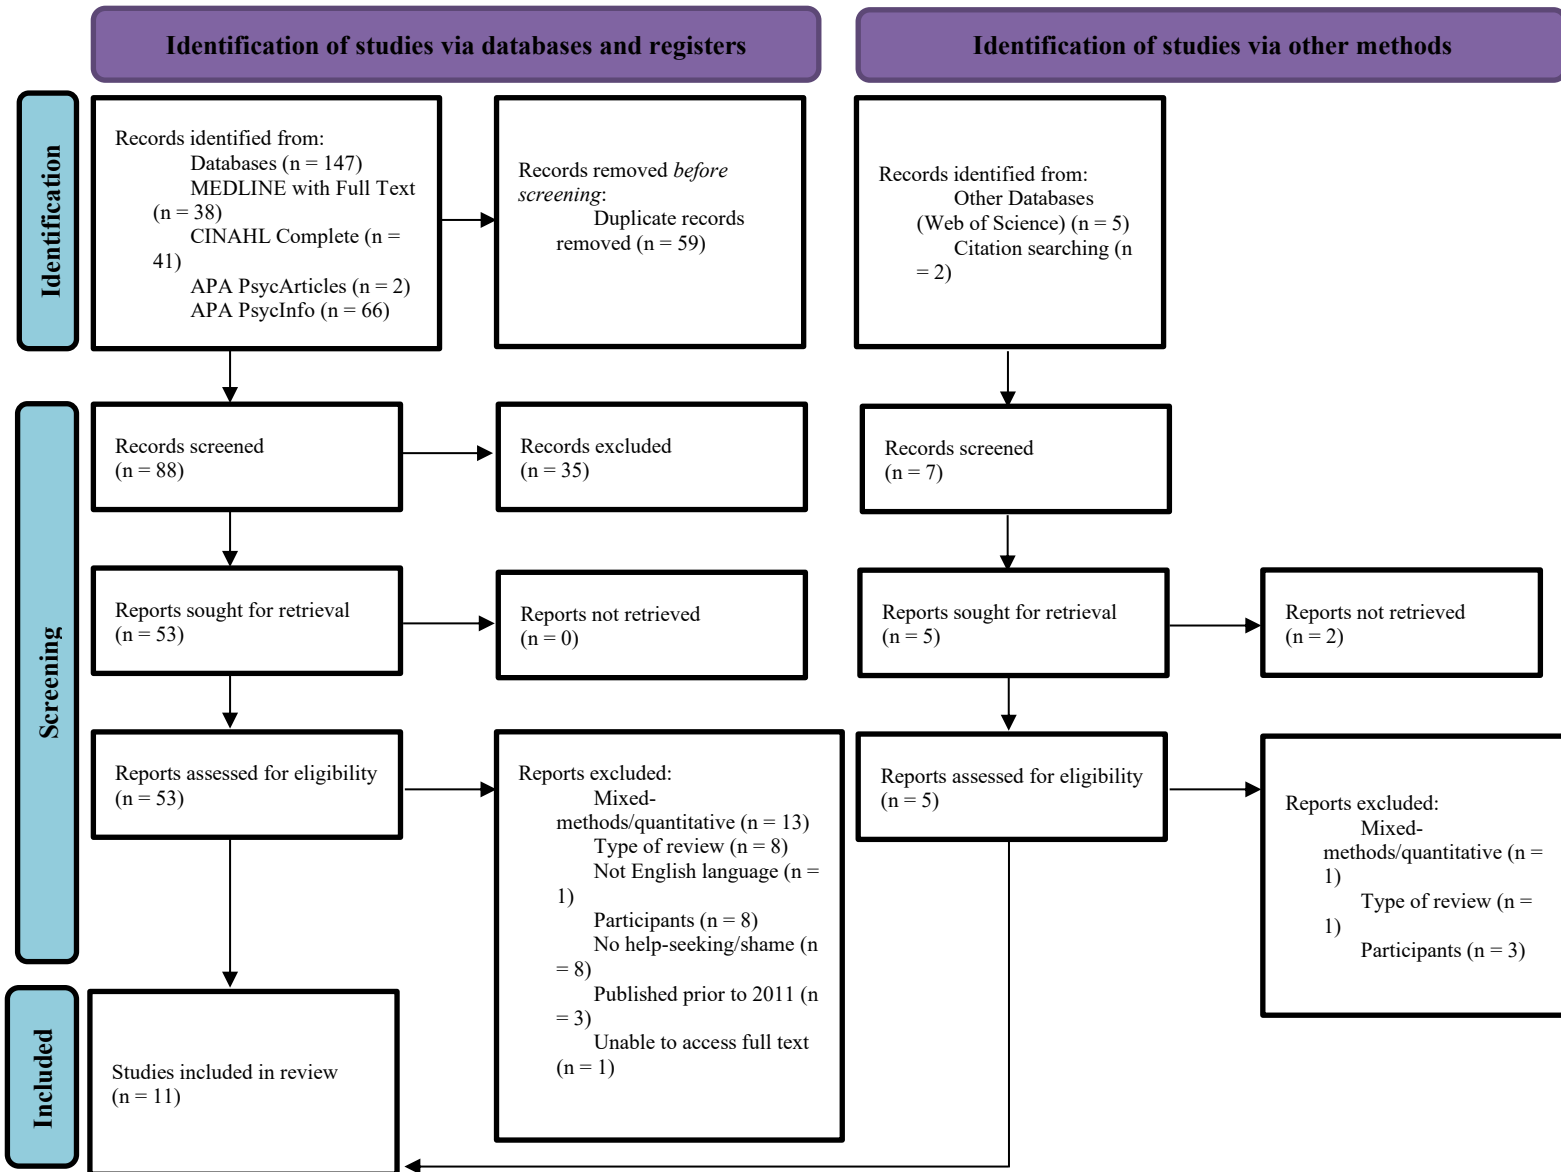 Identification of studies via databases and registers
Identification of studies via other methods
Identification
Records identified from:
Databases (n = 147)
MEDLINE with Full Text
(n = 38)
CINAHL Complete (n =
41)
APA PsycArticles (n = 2)
APA PsycInfo (n = 66)
Records removed before
screening:
Duplicate records
removed (n = 59)
Records identified from:
Other Databases
(Web of Science) (n = 5)
Citation searching (n
= 2)
Screening
Records screened
(n = 88)
Records excluded
(n = 35)
Records screened
(n = 7)
Reports sought for retrieval
(n = 53)
Reports not retrieved
(n = 0)
Reports sought for retrieval
(n = 5)
Reports not retrieved
(n = 2)
Reports assessed for eligibility
(n = 53)
Reports excluded:
Mixed-
methods/quantitative (n = 13)
Type of review (n = 8)
Not English language (n =
1)
Participants (n = 8)
No help-seeking/shame (n
= 8)
Published prior to 2011 (n
= 3)
Unable to access full text
(n = 1)
Reports assessed for eligibility
(n = 5)
Reports excluded:
Mixed-
methods/quantitative (n =
1)
Type of review (n =
1)
Participants (n = 3)
Included
Studies included in review
(n = 11)